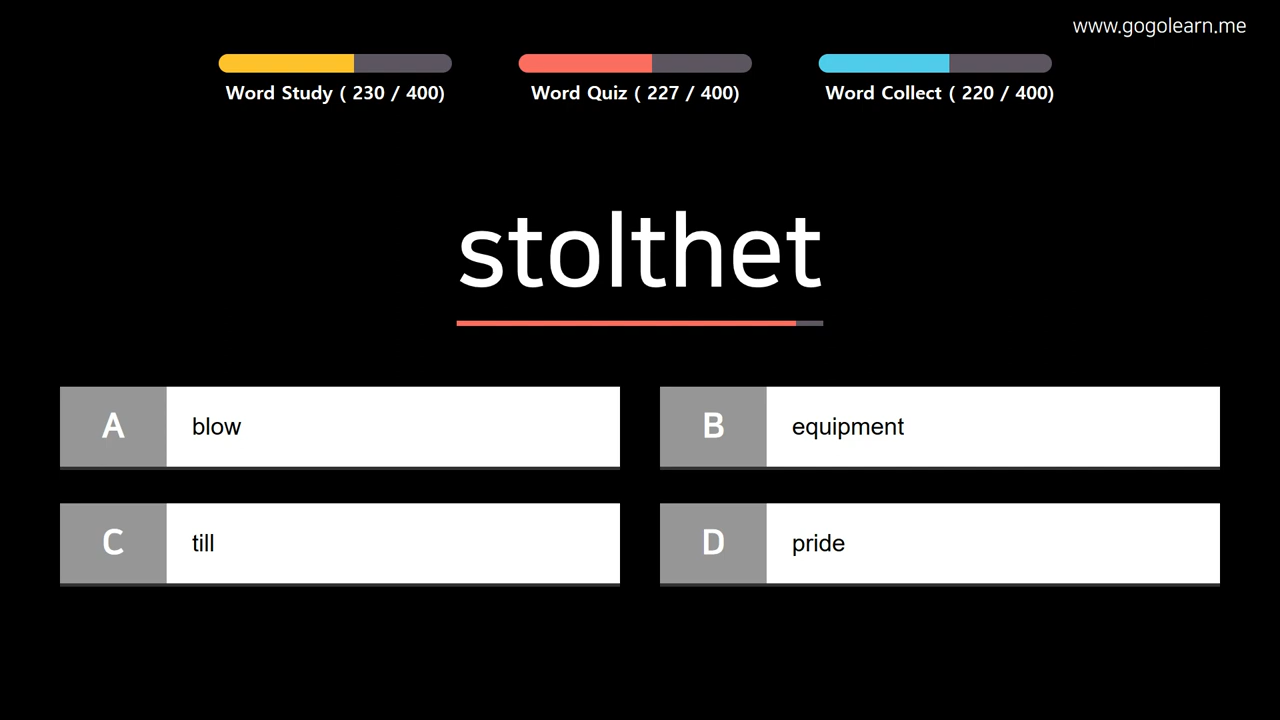 www.gogolearn.me
Word Study ( 230 / 400)
Word Quiz ( 227 / 400)
Word Collect ( 220 / 400)
stolthet
A blow
B equipment
C till
D pride